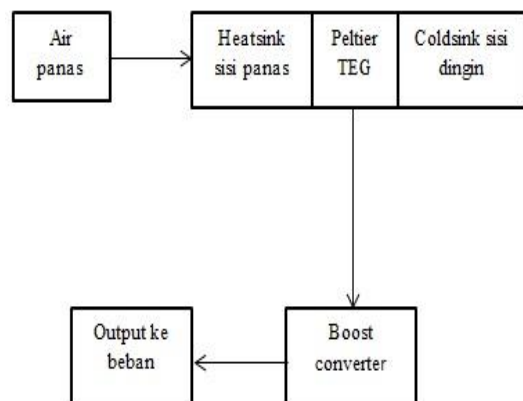 Air
panas
Heatsink
sisi panas
Peltier
TEG
Coldsink sisi
dingin
Output ke
beban
Boost
converter